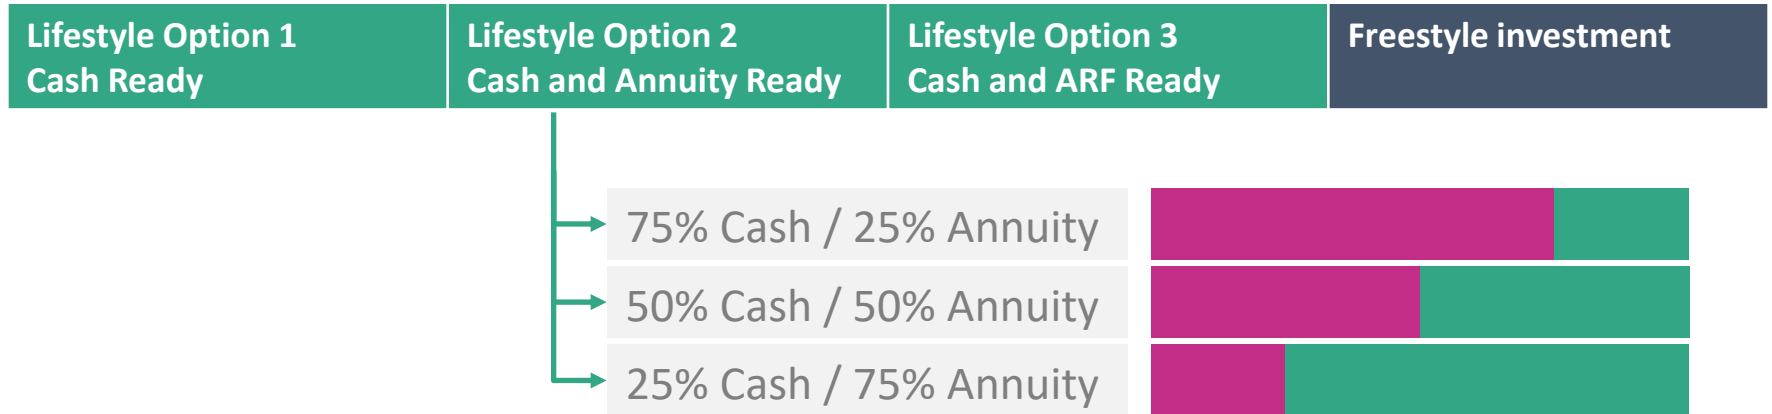 Lifestyle Option 1
Cash Ready
Lifestyle Option 2
Cash and Annuity Ready
Lifestyle Option 3
Cash and ARF Ready
Freestyle investment
75% Cash / 25% Annuity
50% Cash / 50% Annuity
25% Cash / 75% Annuity